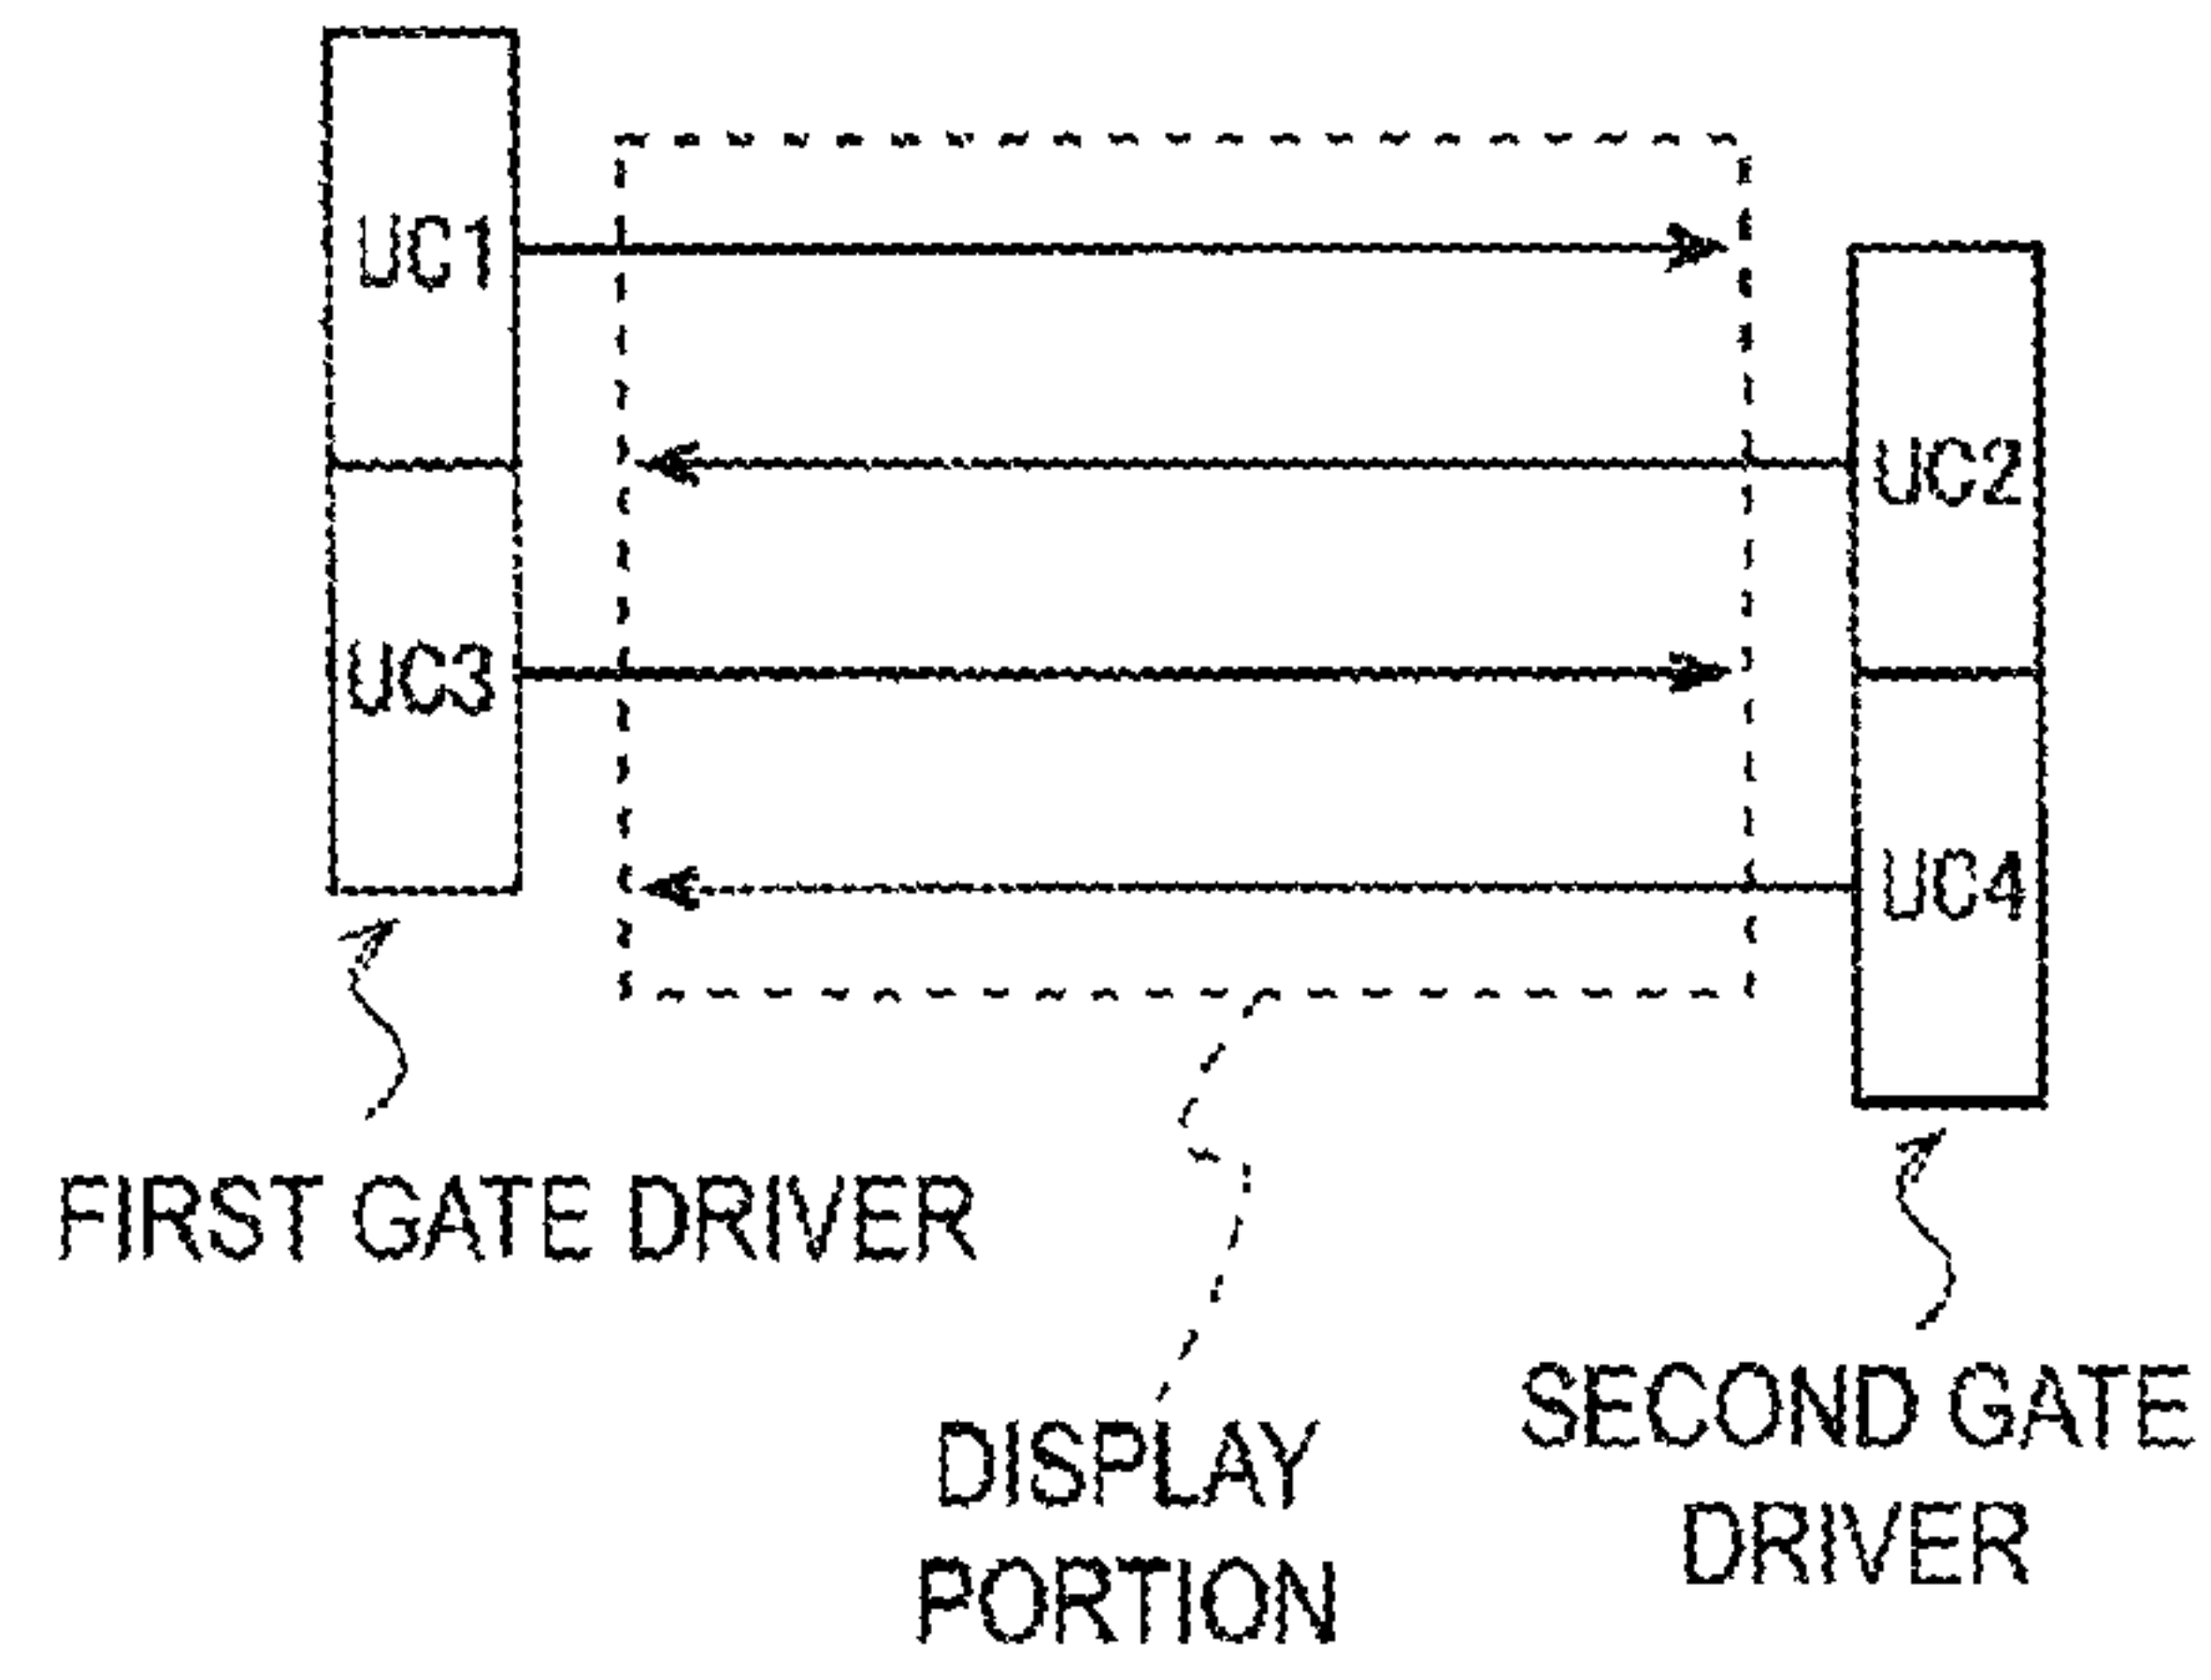 UC1
UC2
UC3
UC4
FIRST GATE DRIVER
DISPLAY
PORTION
SECOND GATE
DRIVER